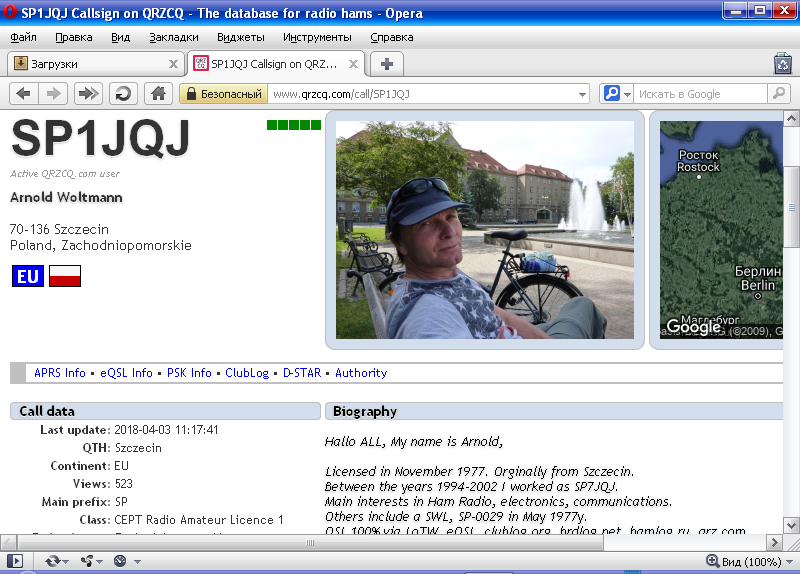 SP1JQJ Callsign on QRZCQ - The database for radio hams - Opera
Файл Правка Вид Закладки Виджеты Инструменты Справка
Загрузки
SP1JQJ Callsign on QRZ...
Безопасный
www.qrzcq.com/call/SP1JQJ
Искать в Google
SP1JQJ
Active QRZCQ.com user
Arnold Woltmann
70-136 Szczecin
Poland, Zachodniopomorskie
EU
Росток
Rostock
Берлин
Berlin
Магдебург
Google
©2009), G
APRS Info • eQSL Info • PSK Info • ClubLog • D-STAR • Authority
Call data
Last update: 2018-04-03 11:17:41
QTH: Szczecin
Continent: EU
Views: 523
Main prefix: SP
Class: CEPT Radio Amateur Licence 1
Biography
Hallo ALL, My name is Arnold,
Licensed in November 1977. Orginally from Szczecin.
Between the years 1994-2002 I worked as SP7JQJ.
Main interests in Ham Radio, electronics, communications.
Others include a SWL, SP-0029 in May 1977y.
QSL 100% via LoTW, eQSL, clublog.org, hrdlog.net, hamlog.ru, qrz.com
Вид (100%)